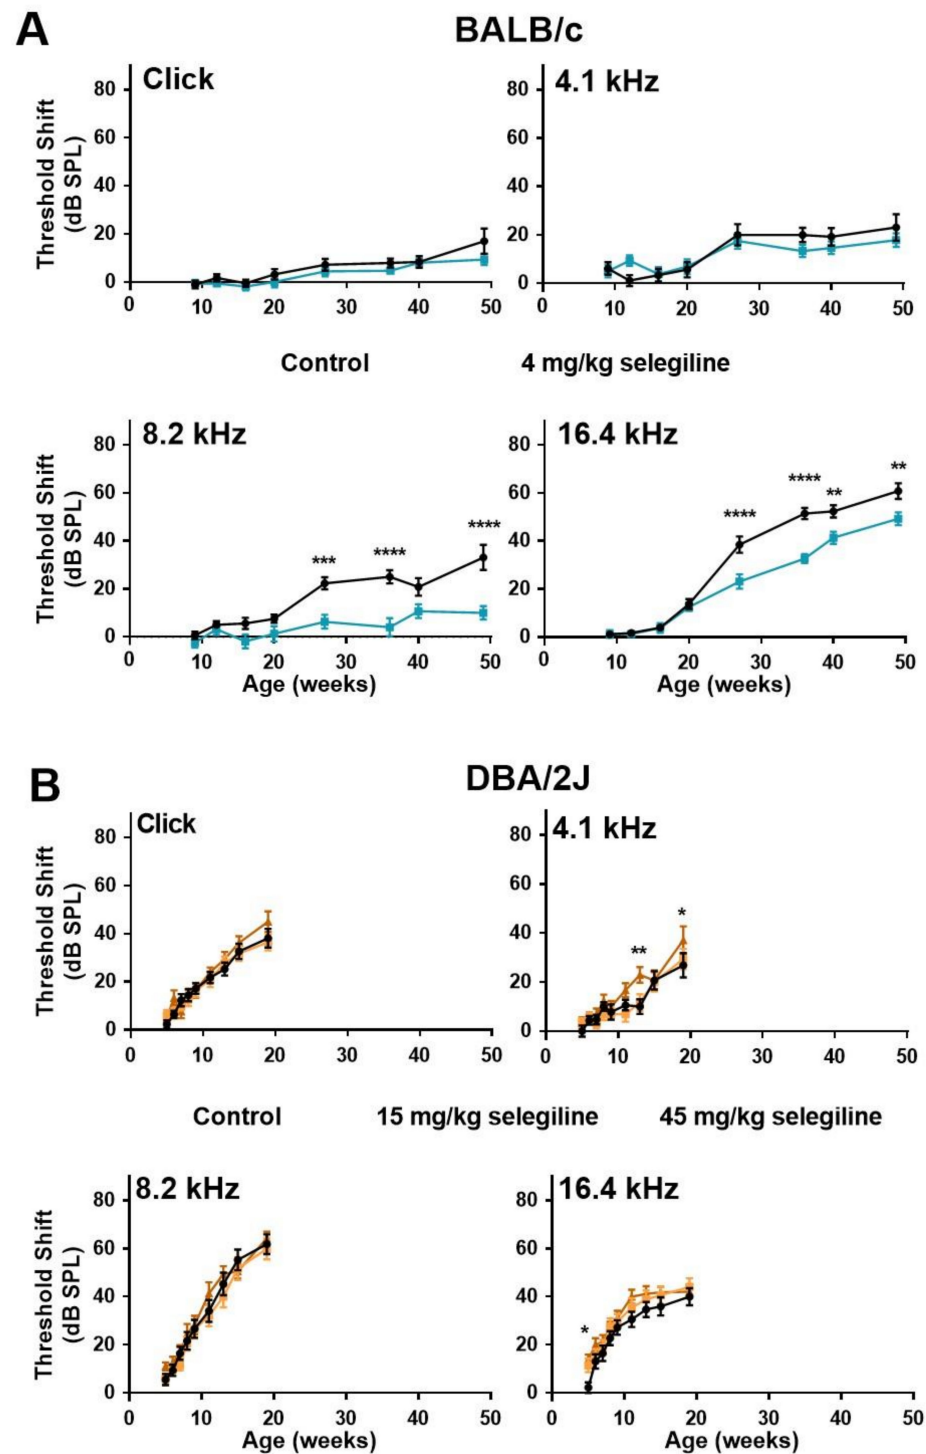 A
BALB/c
Click
4.1 kHz
Threshold Shift
(dB SPL)
80
60
40
20
0
0 10 20 30 40 50
80
60
40
20
0
0 10 20 30 40 50
Control 4 mg/kg selegiline
8.2 kHz
16.4 kHz
Threshold Shift
(dB SPL)
80
60
40
20
0
*** **** ****
0 10 20 30 40 50
Age (weeks)
80
60
40
20
0
**** **** ** **
0 10 20 30 40 50
Age (weeks)
B
DBA/2J
Click
4.1 kHz
Threshold Shift
(dB SPL)
80
60
40
20
0
0 10 20 30 40 50
80
60
40
20
0
** *
0 10 20 30 40 50
Control 15 mg/kg selegiline 45 mg/kg selegiline
8.2 kHz
16.4 kHz
Threshold Shift
(dB SPL)
80
60
40
20
0
0 10 20 30 40 50
Age (weeks)
80
60
40
20
0
*
0 10 20 30 40 50
Age (weeks)